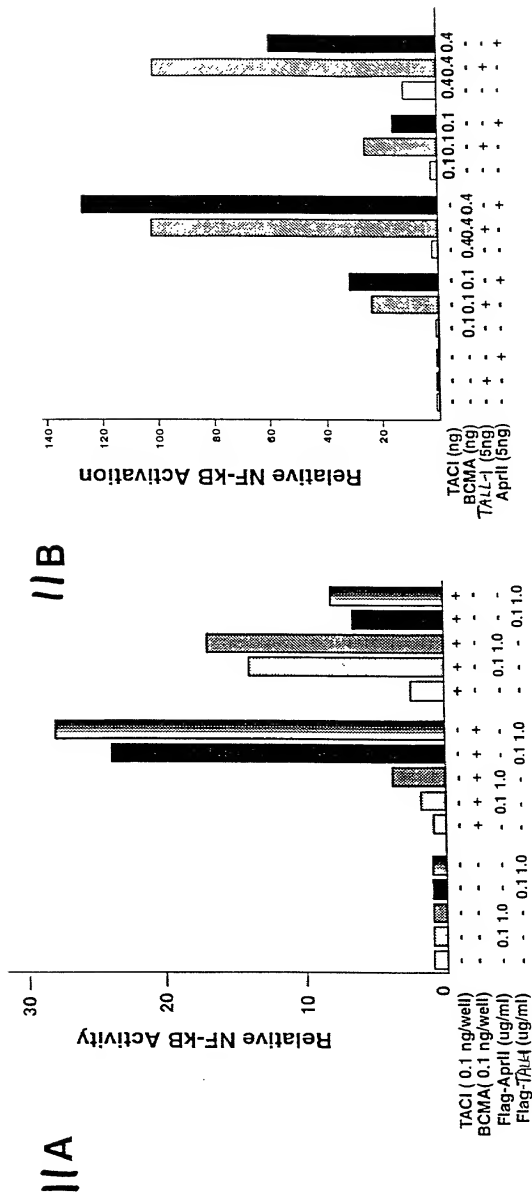 11A
Relative NF-kB Activity
30
20
10
0
TACI ( 0.1 ng/well) - - - - - - - - - - + + + + +
BCMA( 0.1 ng/well) - - - - - + + + + + - - - - -
Flag-April (ug/ml) - 0.1 1.0 - - - 0.1 1.0 - - - 0.1 1.0 - -
Flag-TALL-I (ug/ml) - - - 0.1 1.0 - - - 0.1 1.0 - - - 0.1 1.0
11B
Relative NF-kB Activation
140
120
100
80
60
40
20
TACI (ng) - - - - - - - - - 0.1 0.1 0.1 0.4 0.4 0.4
BCMA (ng) - - - 0.1 0.1 0.1 0.4 0.4 0.4 - - - - - -
TALL-I (5ng) - + - - + - - + - - + - - + -
April (5ng) - - + - - + - - + - - + - - +